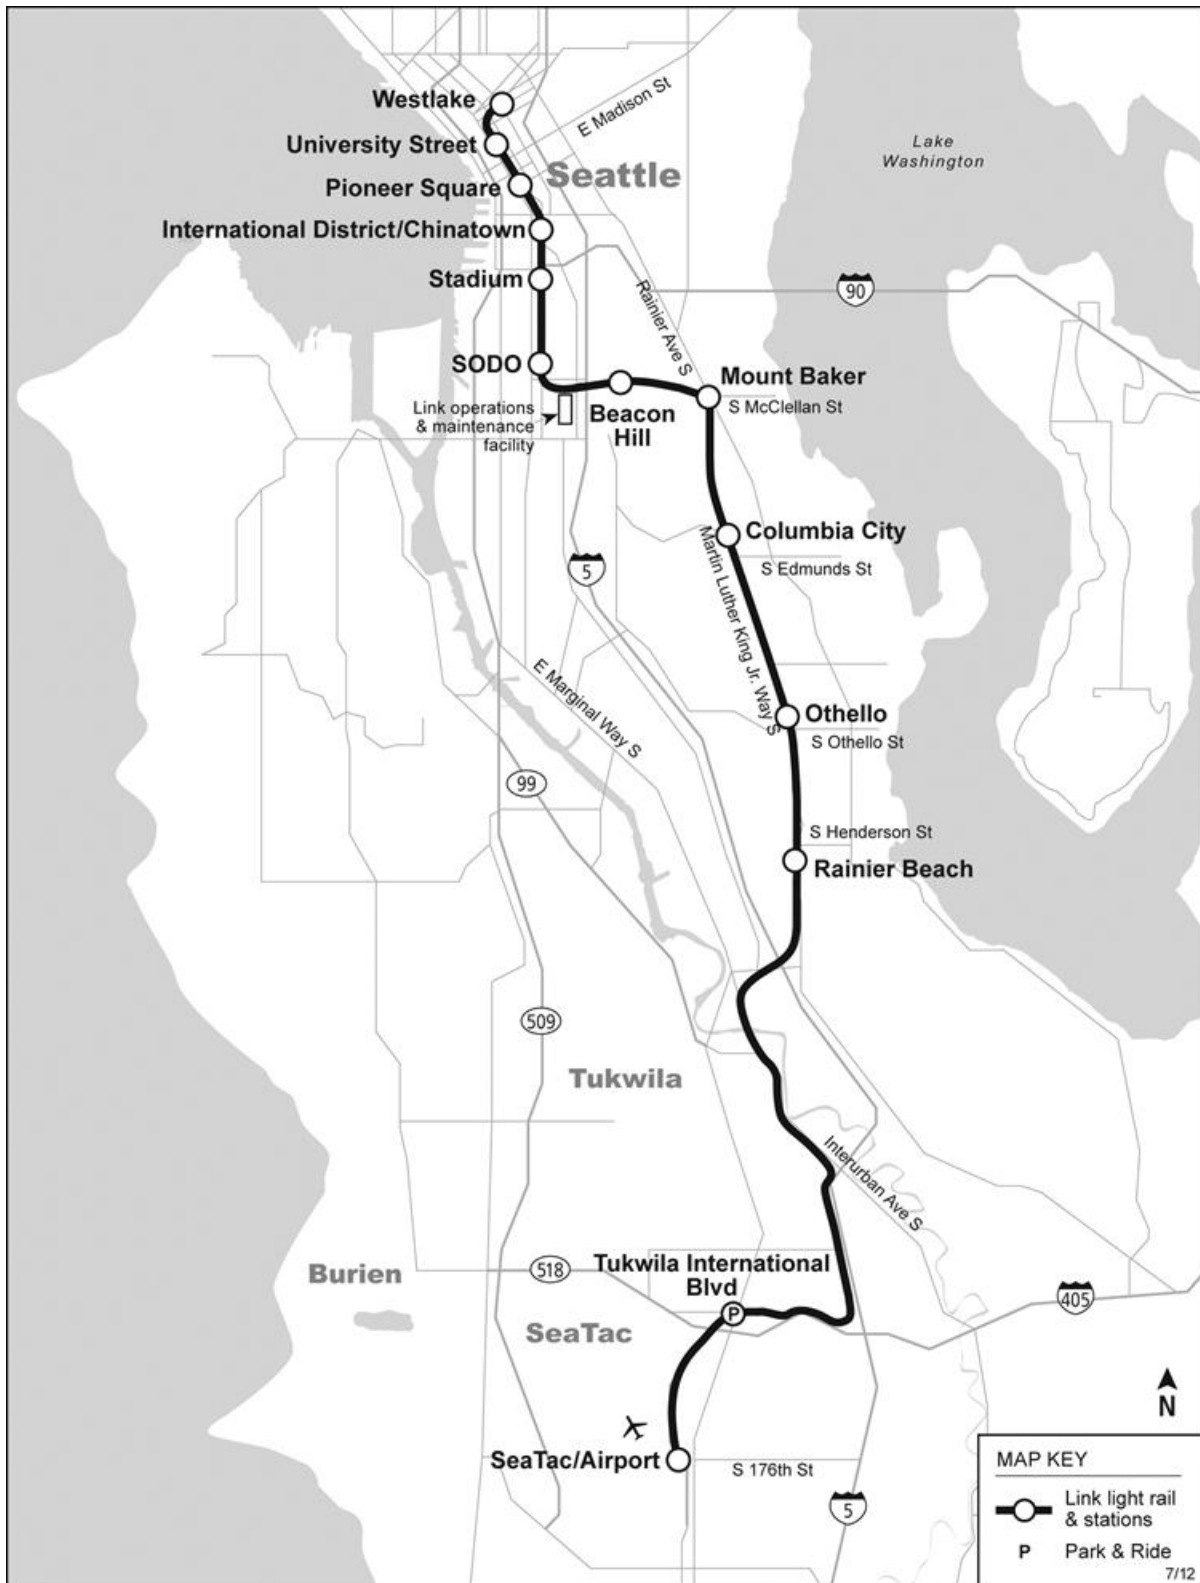 Westlake
E Madison St
University Street
Lake
Washington
Pioneer Square
Seattle
International District/Chinatown
Stadium
Rainier Ave S
90
SODO
Mount Baker
S McClellan St
Link operations
& maintenance
facility
Beacon
Hill
Columbia City
Martin Luther King Jr. Way S
S Edmunds St
5
E Marginal Way S
Othello
S Othello St
99
S Henderson St
Rainier Beach
509
Tukwila
Interurban Ave S
Tukwila International
Blvd
518
Burien
405
P
SeaTac
N
SeaTac/Airport
S 176th St
5
MAP KEY
Link light rail
& stations
P Park & Ride
7/12